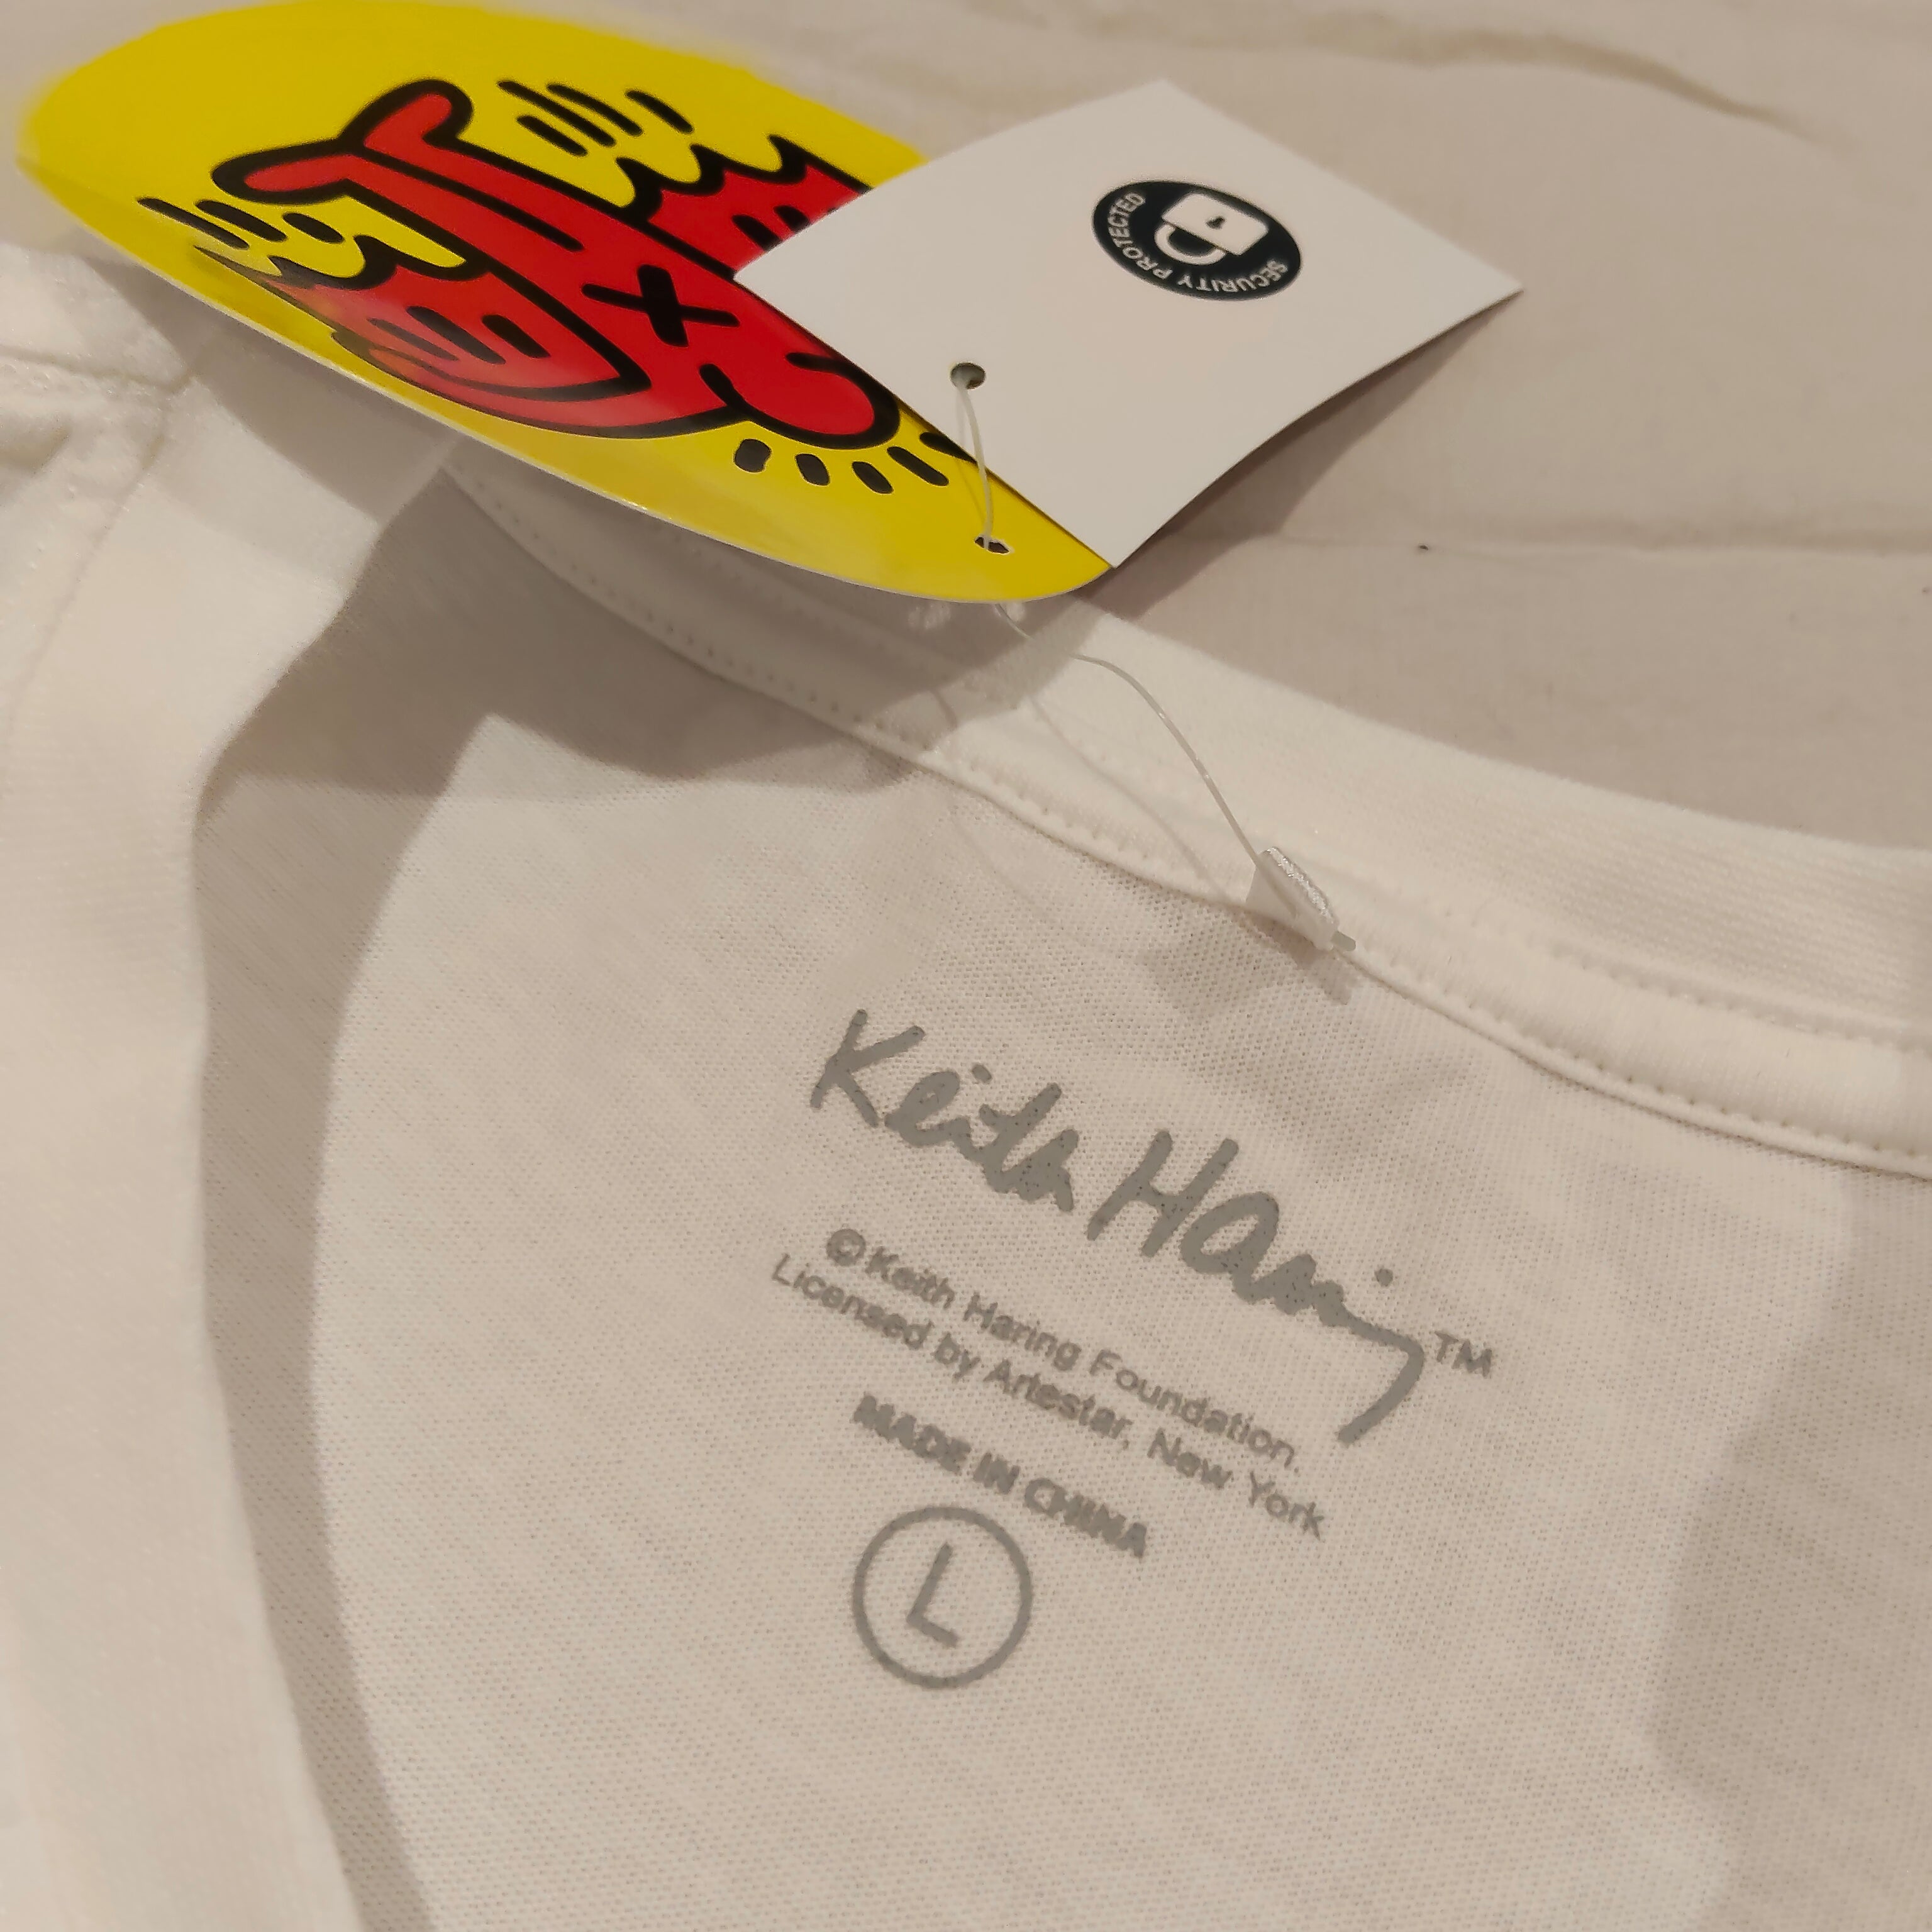 SECURITY PROTECTED
Keith Haring™
©Keith Haring Foundation.
Licensed by Artestar, New York
MADE IN CHINA
L